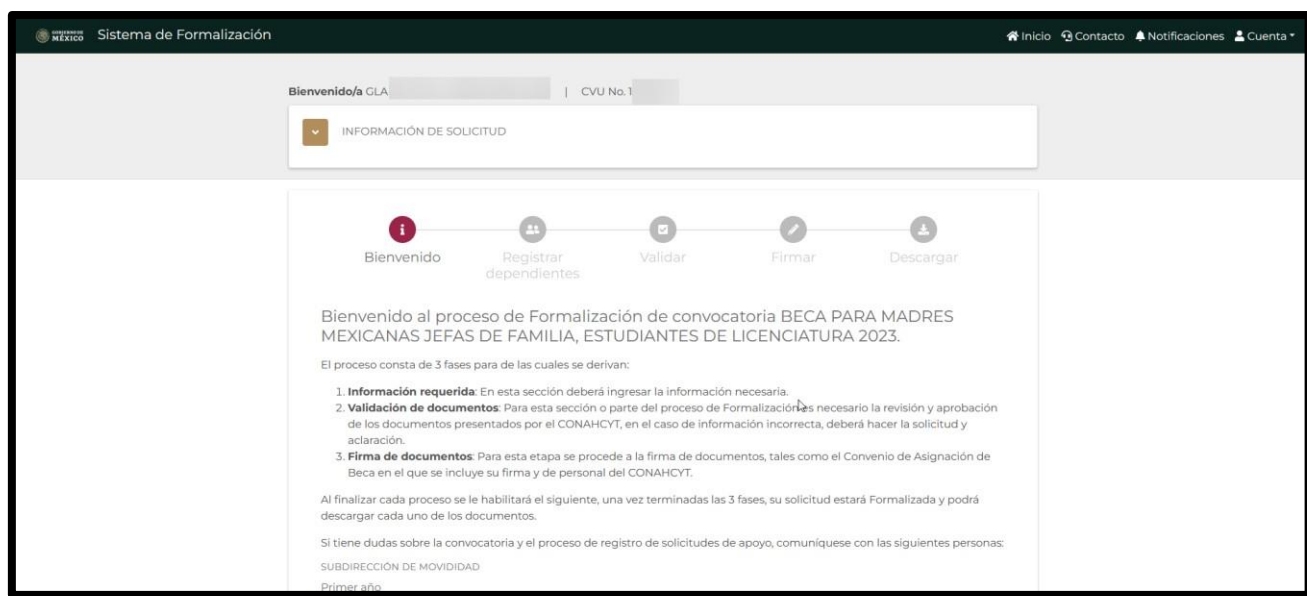 GOBIERNO DE
MÉXICO
Sistema de Formalización
Inicio Contacto Notificaciones Cuenta
Bienvenido/a GLA | CVU No. 1
INFORMACIÓN DE SOLICITUD
Bienvenido Registrar Validar Firmar Descargar
dependientes
Bienvenido al proceso de Formalización de convocatoria BECA PARA MADRES
MEXICANAS JEFAS DE FAMILIA, ESTUDIANTES DE LICENCIATURA 2023.
El proceso consta de 3 fases para de las cuales se derivan:
1. Información requerida: En esta sección deberá ingresar la información necesaria.
2. Validación de documentos: Para esta sección o parte del proceso de Formalización es necesario la revisión y aprobación
de los documentos presentados por el CONAHCYT, en el caso de información incorrecta, deberá hacer la solicitud y
aclaración.
3. Firma de documentos: Para esta etapa se procede a la firma de documentos, tales como el Convenio de Asignación de
Beca en el que se incluye su firma y de personal del CONAHCYT.
Al finalizar cada proceso se le habilitará el siguiente, una vez terminadas las 3 fases, su solicitud estará Formalizada y podrá
descargar cada uno de los documentos.
Si tiene dudas sobre la convocatoria y el proceso de registro de solicitudes de apoyo, comuníquese con las siguientes personas:
SUBDIRECCIÓN DE MOVIDIDAD
Primer año